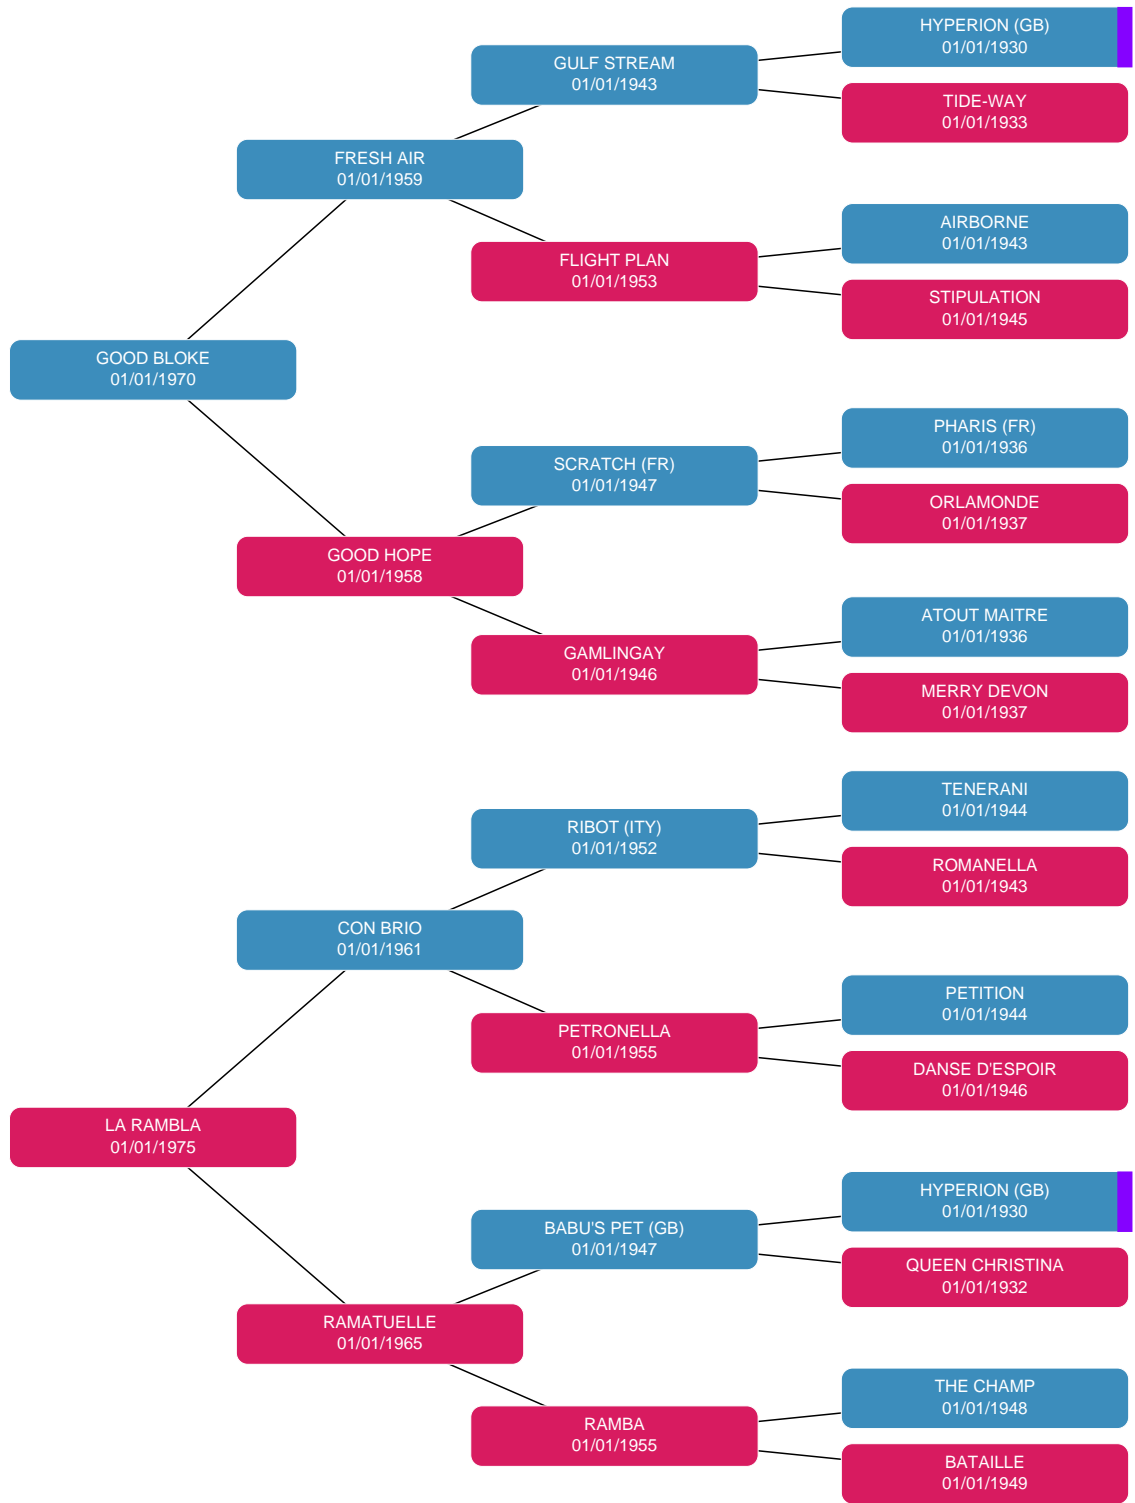 HYPERION (GB)
01/01/1930
GULF STREAM
01/01/1943
TIDE-WAY
01/01/1933
FRESH AIR
01/01/1959
AIRBORNE
01/01/1943
FLIGHT PLAN
01/01/1953
STIPULATION
01/01/1945
GOOD BLOKE
01/01/1970
PHARIS (FR)
01/01/1936
SCRATCH (FR)
01/01/1947
ORLAMONDE
01/01/1937
GOOD HOPE
01/01/1958
ATOUT MAITRE
01/01/1936
GAMLINGAY
01/01/1946
MERRY DEVON
01/01/1937
TENERANI
01/01/1944
RIBOT (ITY)
01/01/1952
ROMANELLA
01/01/1943
CON BRIO
01/01/1961
PETITION
01/01/1944
PETRONELLA
01/01/1955
DANSE D'ESPOIR
01/01/1946
LA RAMBLA
01/01/1975
HYPERION (GB)
01/01/1930
BABU'S PET (GB)
01/01/1947
QUEEN CHRISTINA
01/01/1932
RAMATUELLE
01/01/1965
THE CHAMP
01/01/1948
RAMBA
01/01/1955
BATAILLE
01/01/1949